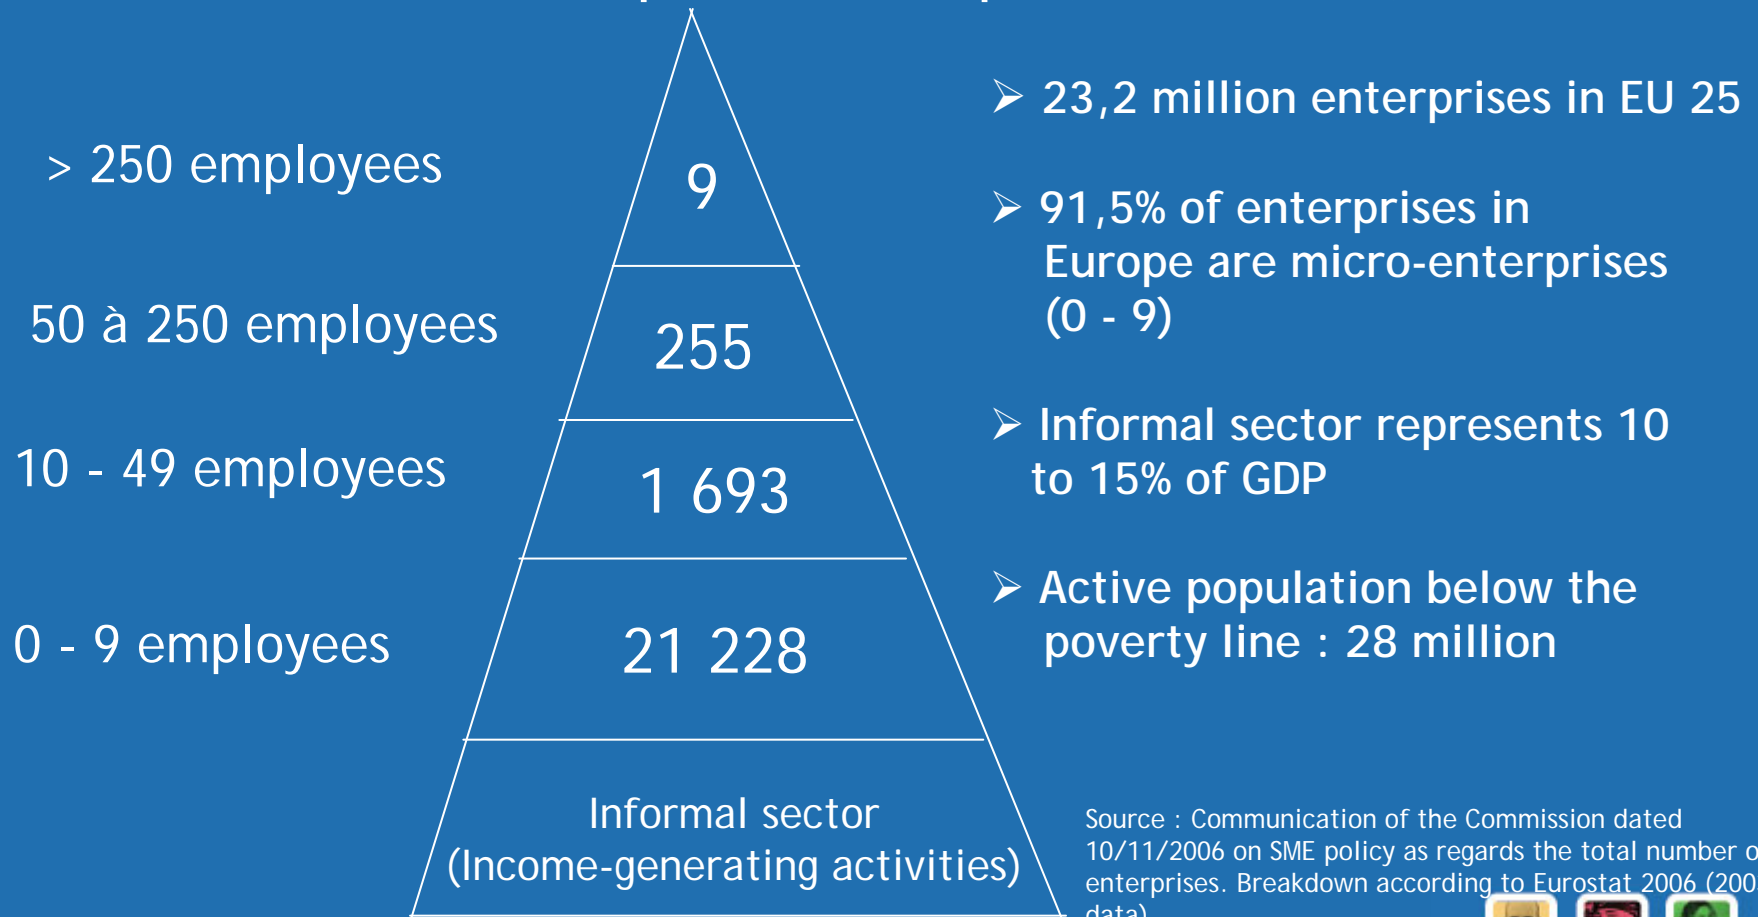 > 250 employees
9
50 à 250 employees
255
10 - 49 employees
1 693
0 - 9 employees
21 228
Informal sector
(Income-generating activities)
➢ 23,2 million enterprises in EU 25
➢ 91,5% of enterprises in
Europe are micro-enterprises
(0 - 9)
➢ Informal sector represents 10
to 15% of GDP
➢ Active population below the
poverty line : 28 million
Source : Communication of the Commission dated
10/11/2006 on SME policy as regards the total number
enterprises. Breakdown according to Eurostat 2006
data)